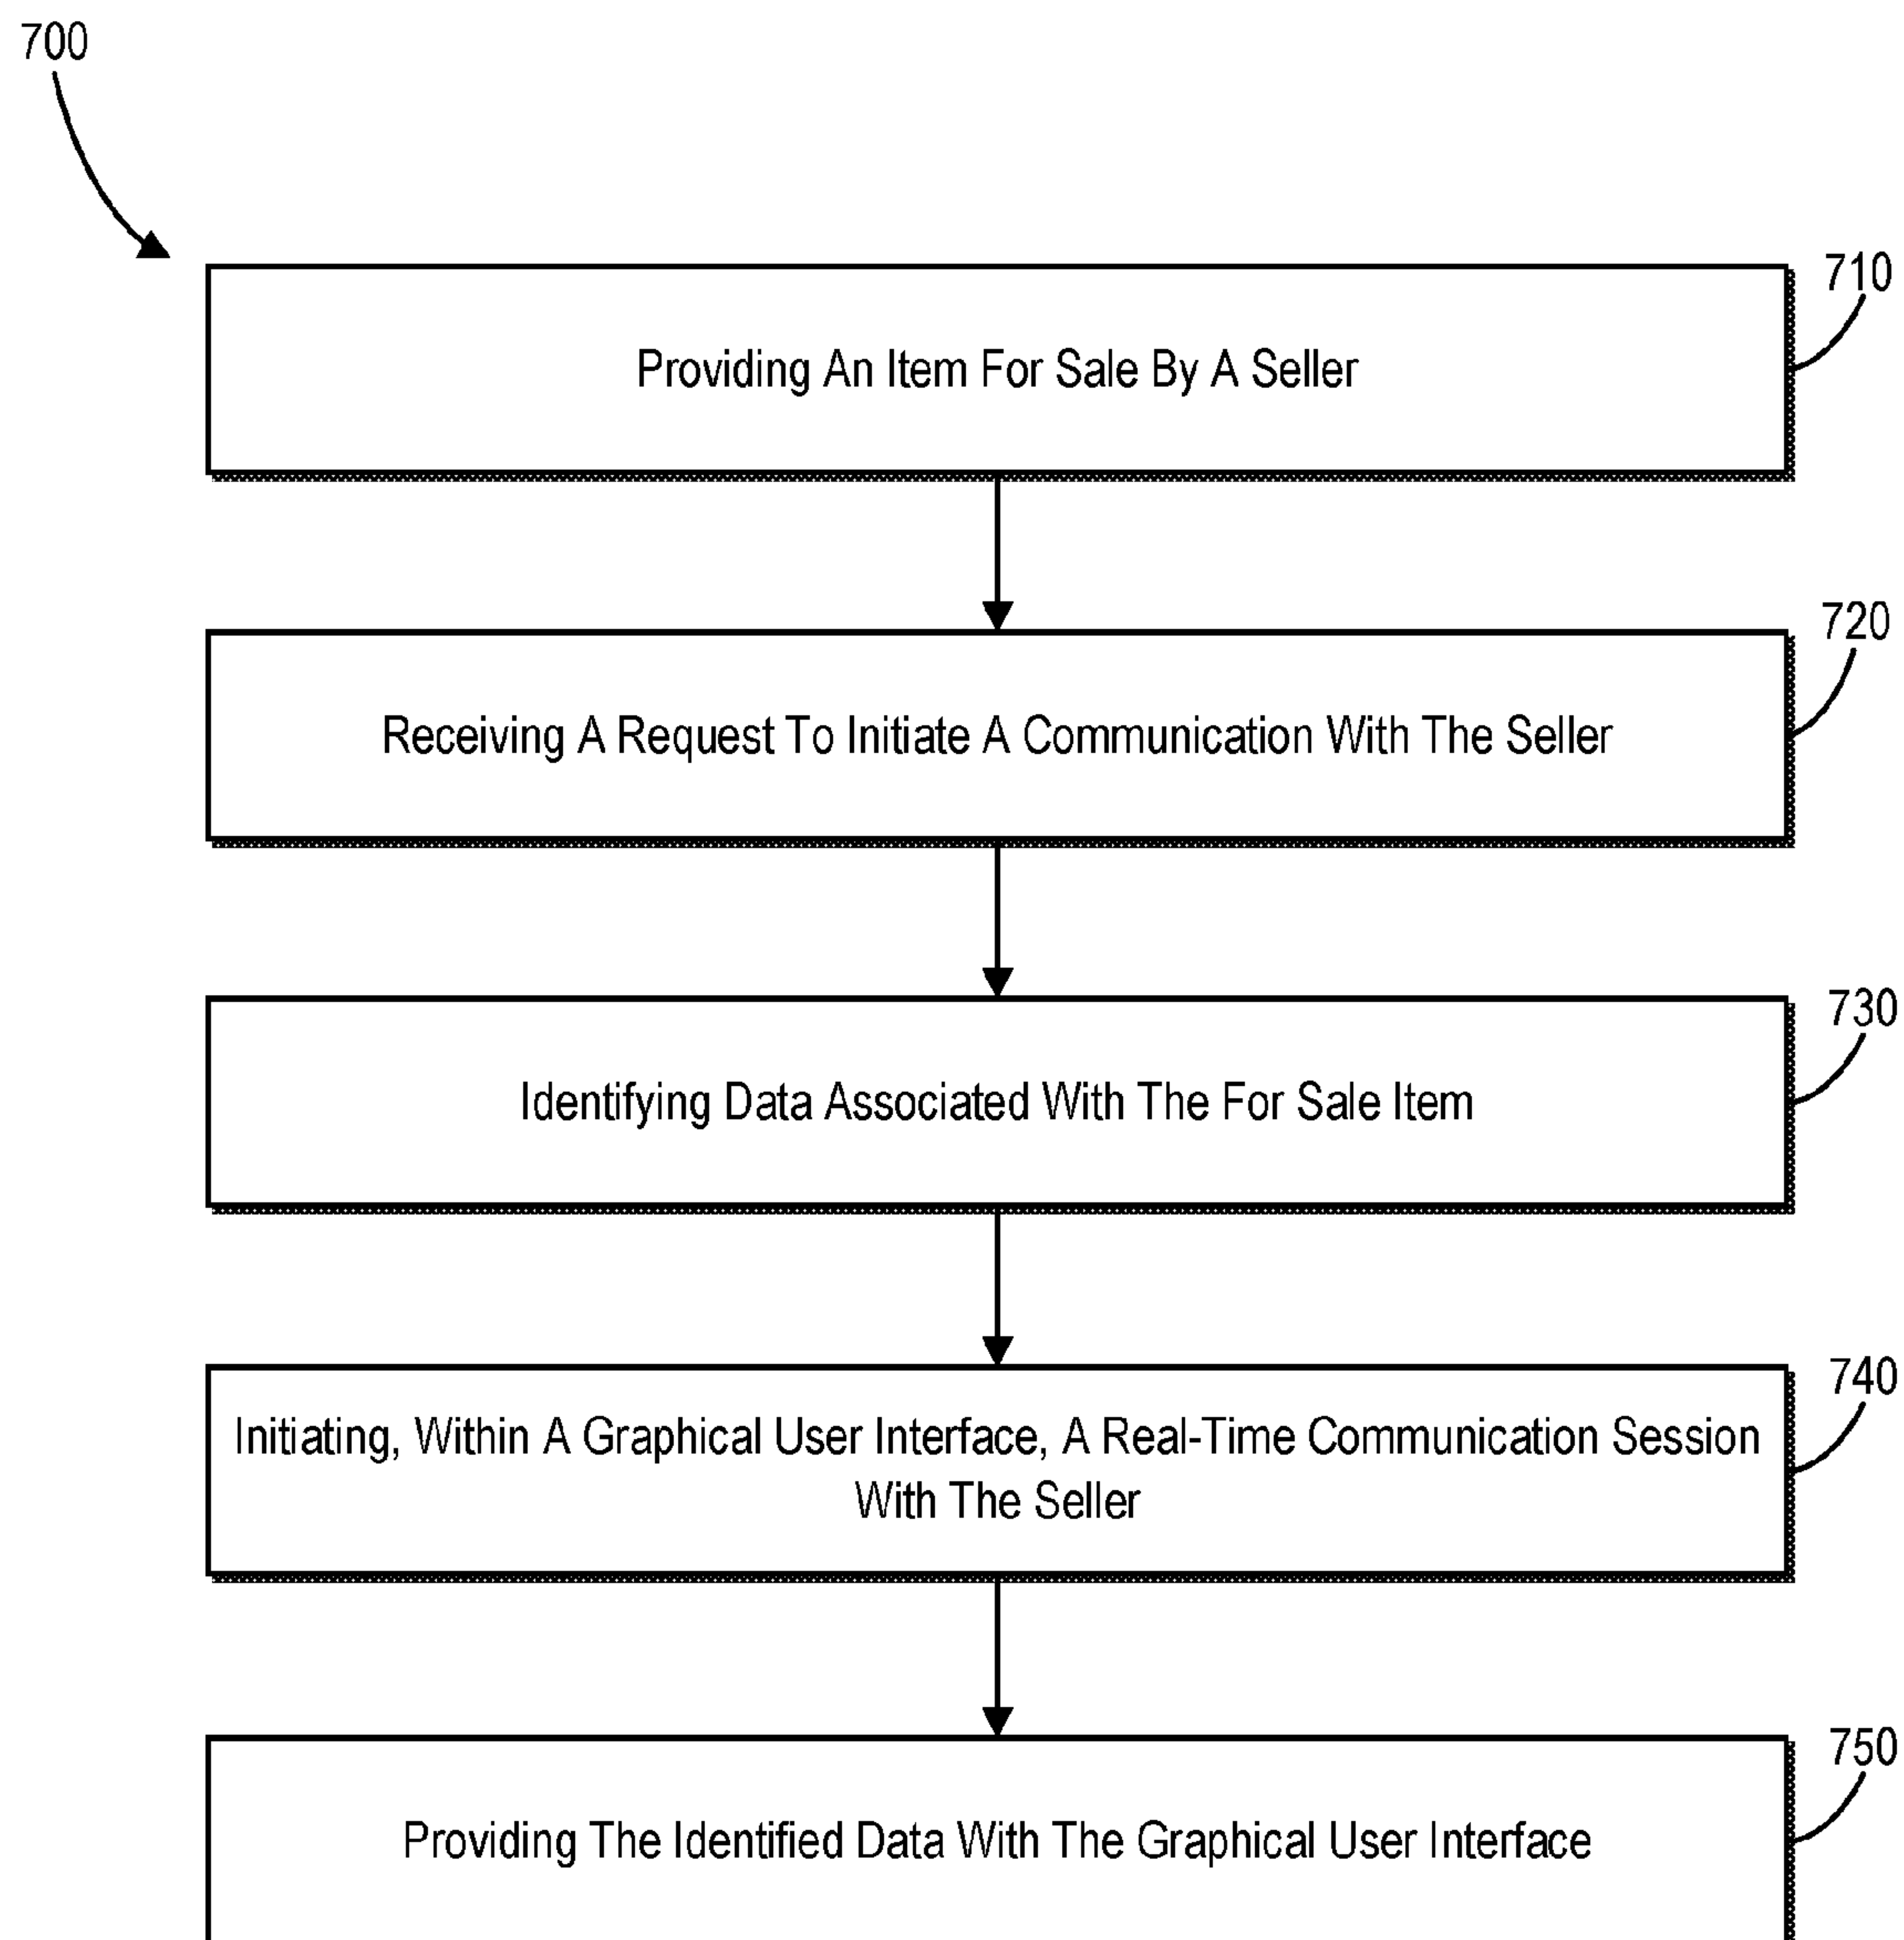 700
710
Providing An Item For Sale By A Seller
720
Receiving A Request To Initiate A Communication With The Seller
730
Identifying Data Associated With The For Sale Item
740
Initiating, Within A Graphical User Interface, A Real-Time Communication Session
With The Seller
750
Providing The Identified Data With The Graphical User Interface